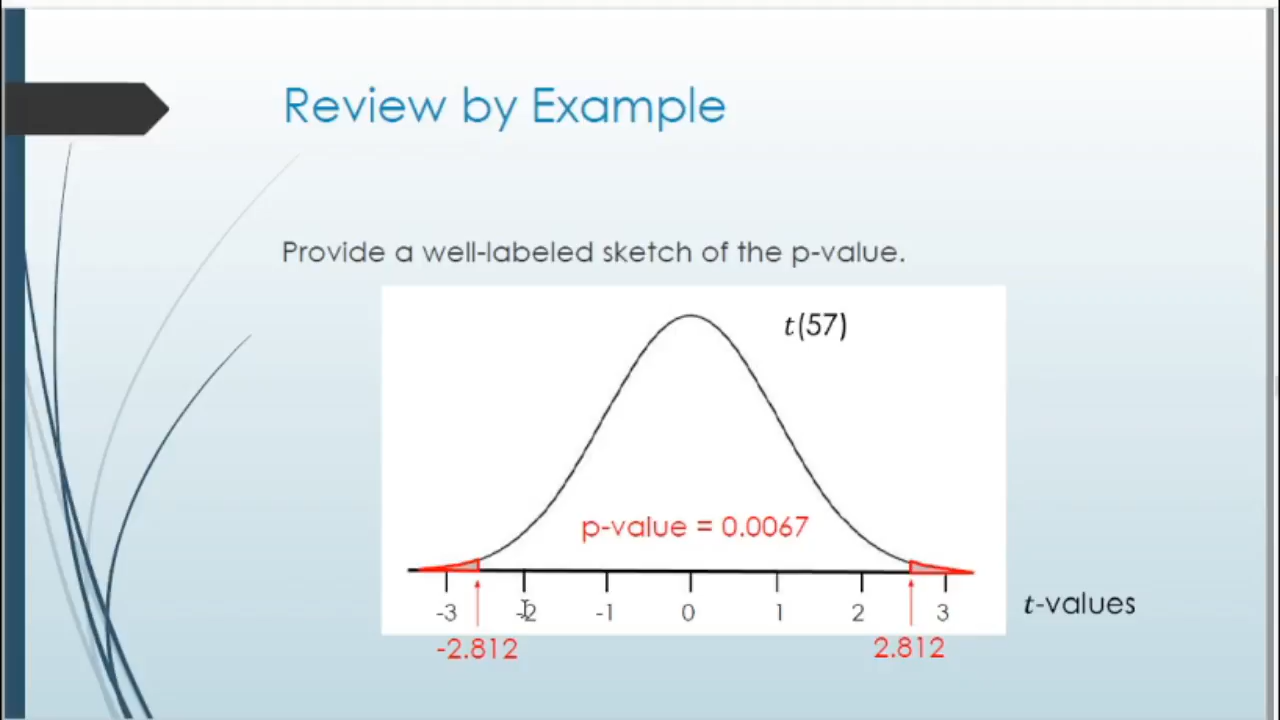 Review by Example
Provide a well-labeled sketch of the p-value.
t(57)
p-value = 0.0067
-3 -2 -1 0 1 2 3
t-values
-2.812 2.812